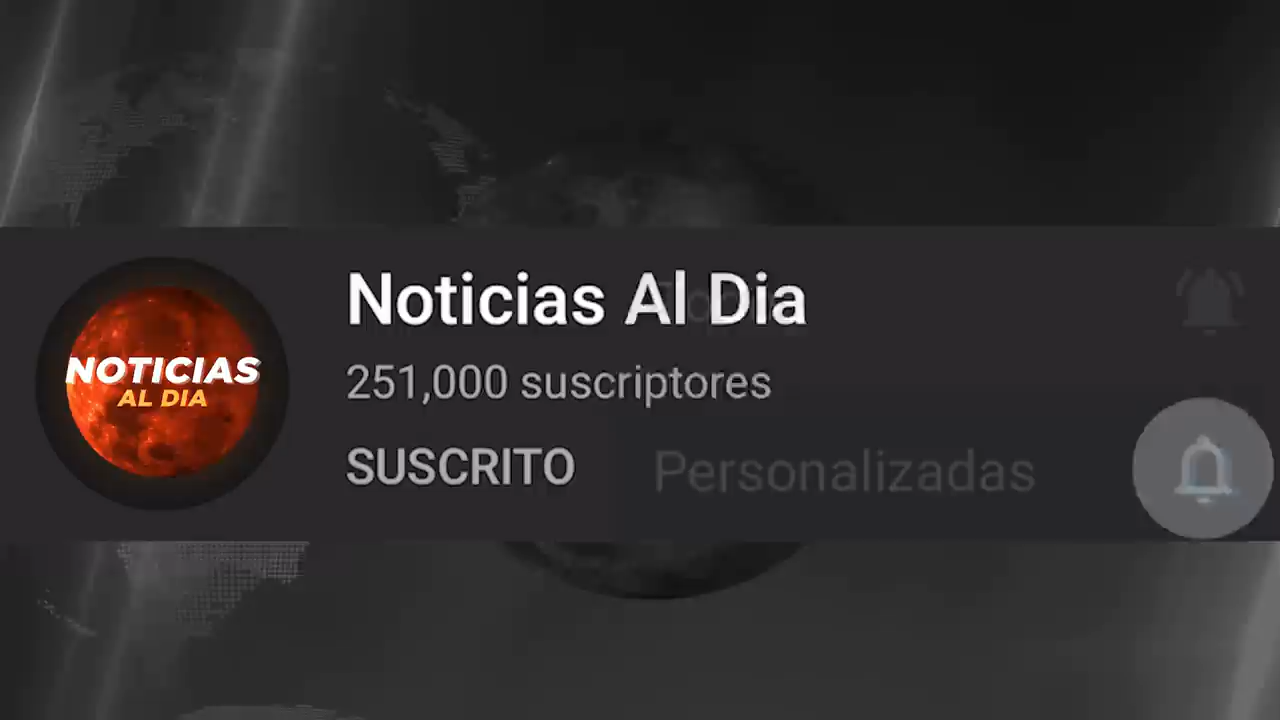 NOTICIAS
AL DIA
Noticias Al Dia
251,000 suscriptores
SUSCRITO
Personalizadas